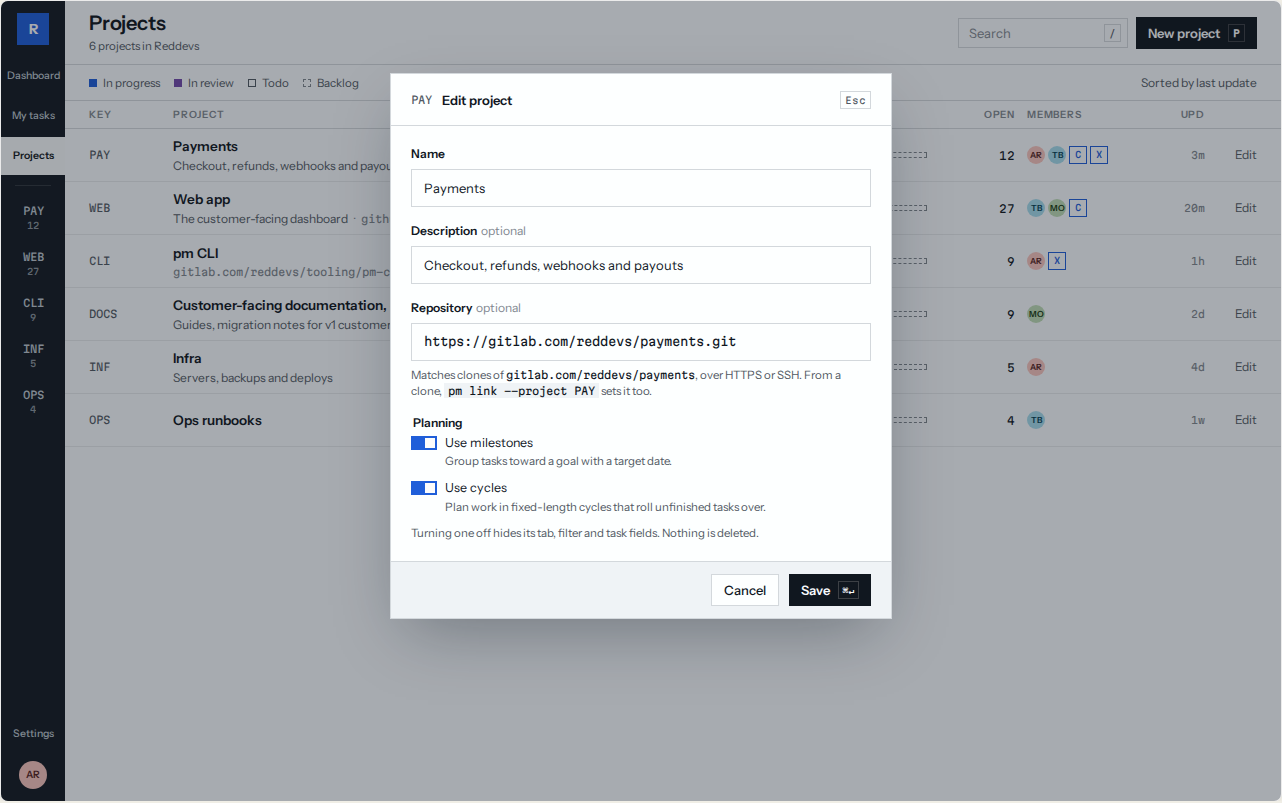 R
Dashboard
My tasks
Projects
PAY
12
WEB
27
CLI
9
INF
5
OPS
4
Settings
AR
Projects
6 projects in Reddevs
Search /
New project P
In progress In review Todo Backlog
Sorted by last update
KEY PROJECT OPEN MEMBERS UPD
PAY Payments 12 AR TB C X 3m Edit
Checkout, refunds, webhooks and payou
WEB Web app 27 TB MO C 20m Edit
The customer-facing dashboard · gith
CLI pm CLI 9 AR X 1h Edit
gitlab.com/reddevs/tooling/pm-c
DOCS Customer-facing documentation, 9 MO 2d Edit
Guides, migration notes for v1 customer
INF Infra 5 AR 4d Edit
Servers, backups and deploys
OPS Ops runbooks 4 TB 1w Edit
PAY Edit project Esc
Name
Payments
Description optional
Checkout, refunds, webhooks and payouts
Repository optional
https://gitlab.com/reddevs/payments.git
Matches clones of gitlab.com/reddevs/payments, over HTTPS or SSH. From a
clone, pm link --project PAY sets it too.
Planning
Use milestones
Group tasks toward a goal with a target date.
Use cycles
Plan work in fixed-length cycles that roll unfinished tasks over.
Turning one off hides its tab, filter and task fields. Nothing is deleted.
Cancel Save ⌘↵